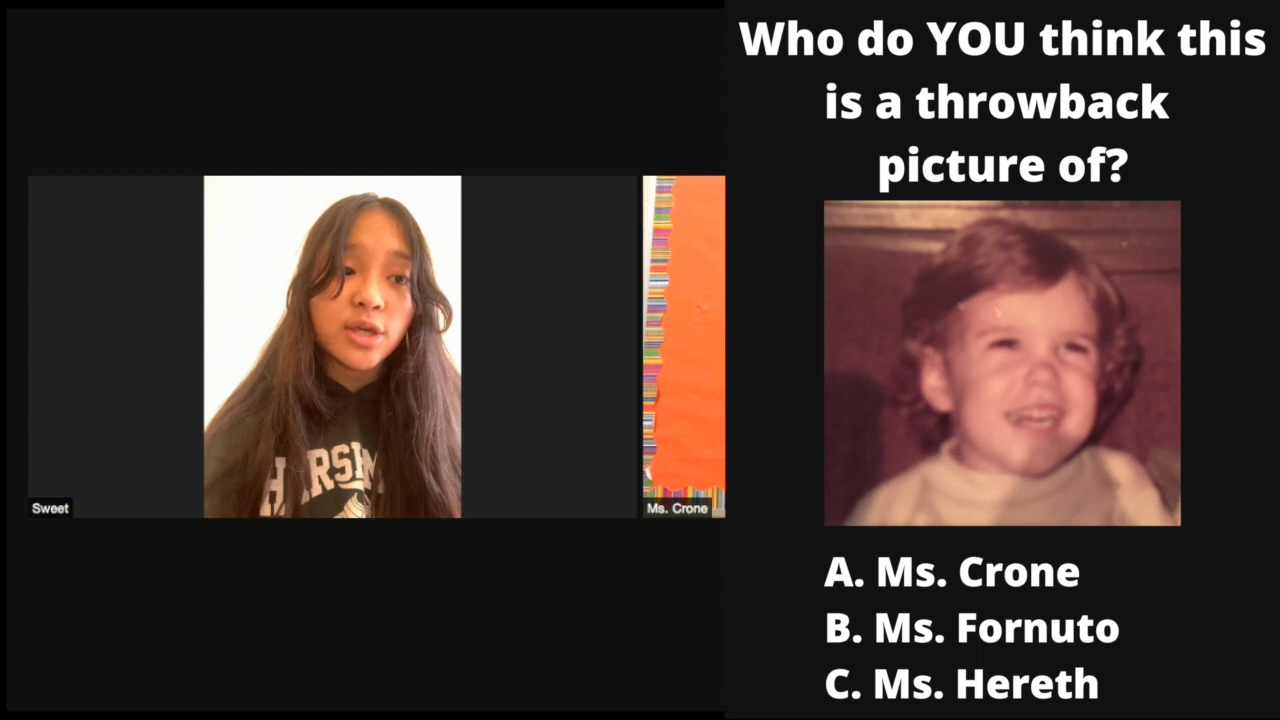 Who do YOU think this
is a throwback
picture of?
Sweet
Ms. Crone
A. Ms. Crone
B. Ms. Fornuto
C. Ms. Hereth